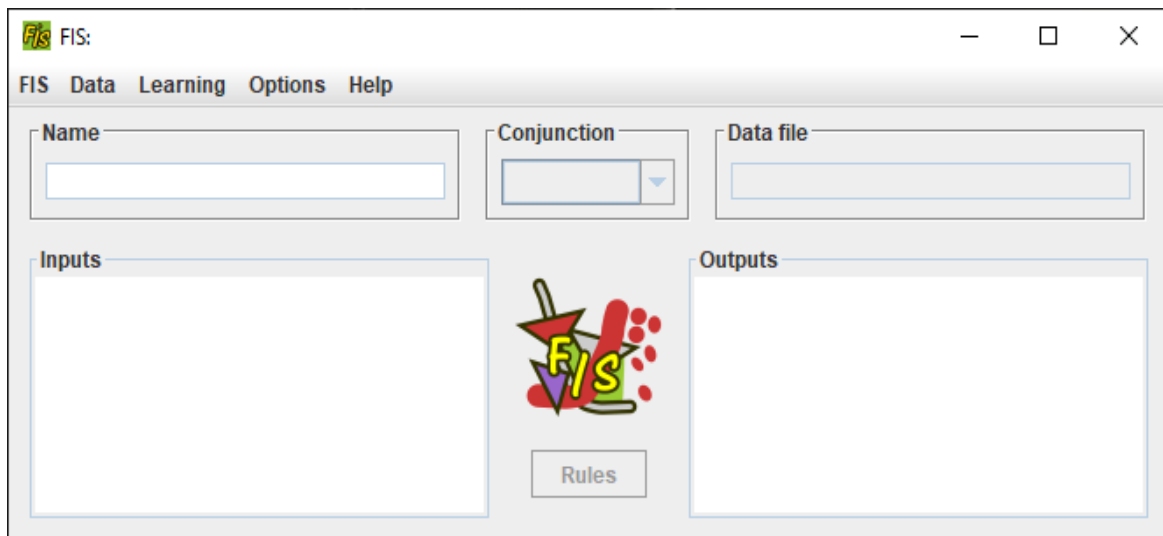 FIS:
FIS Data Learning Options Help
Name Conjunction Data file
Inputs Outputs
FIS
Rules